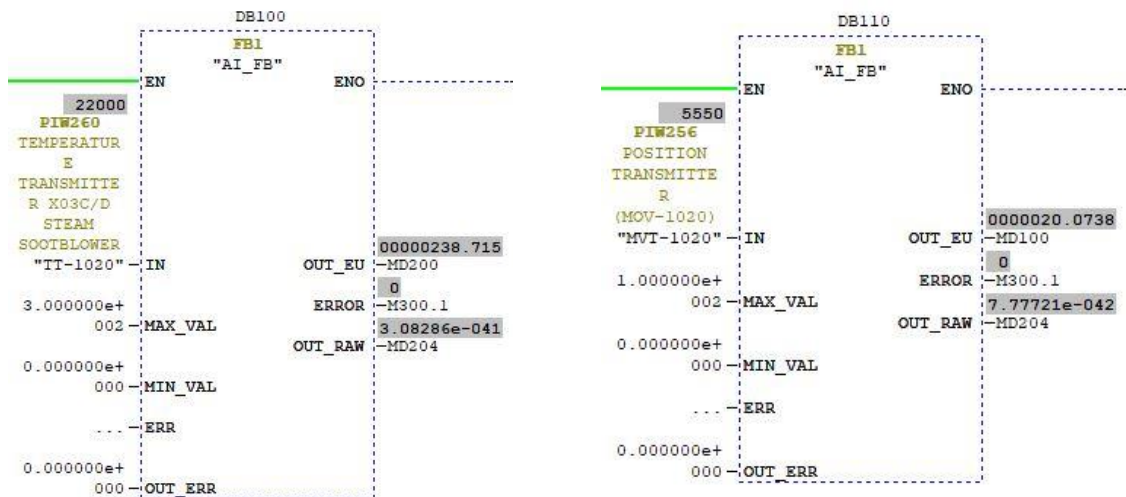 DB100
FB1
"AI_FB"
EN ENO
22000
PIW260
TEMPERATUR
E
TRANSMITTE
R X03C/D
STEAM
SOOTBLOWER
"TT-1020" IN
00000238.715
OUT_EU MD200
0
ERROR M300.1
3.000000e+
002 MAX_VAL
3.08286e-041
OUT_RAW MD204
0.000000e+
000 MIN_VAL
... ERR
0.000000e+
000 OUT_ERR
DB110
FB1
"AI_FB"
EN ENO
5550
PIW256
POSITION
TRANSMITTE
R
(MOV-1020)
"MVT-1020" IN
0000020.0738
OUT_EU MD100
0
ERROR M300.1
1.000000e+
002 MAX_VAL
7.77721e-042
OUT_RAW MD204
0.000000e+
000 MIN_VAL
... ERR
0.000000e+
000 OUT_ERR